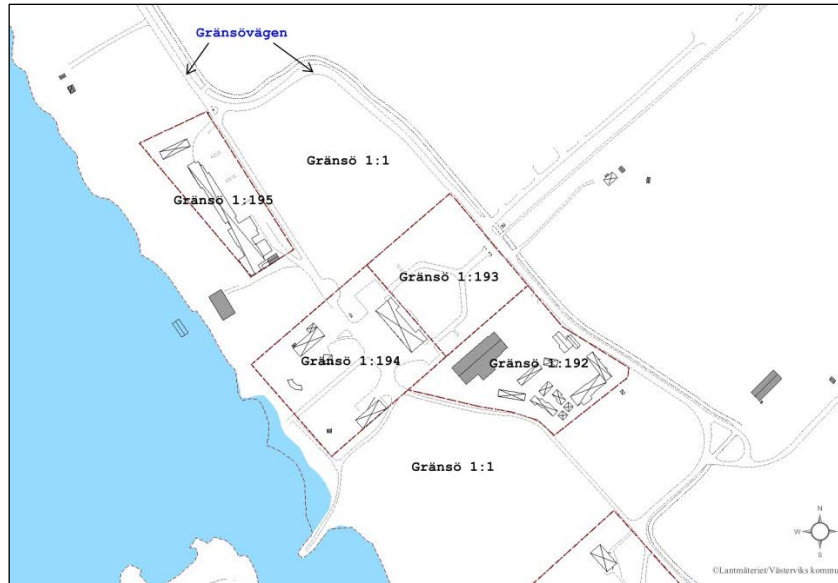 Gränsövägen
Gränsö 1:1
Gränsö 1:195
Gränsö 1:193
Gränsö 1:194
Gränsö 1:192
Gränsö 1:1
N
W
E
S
©Lantmäteriet/Västerviks kommun